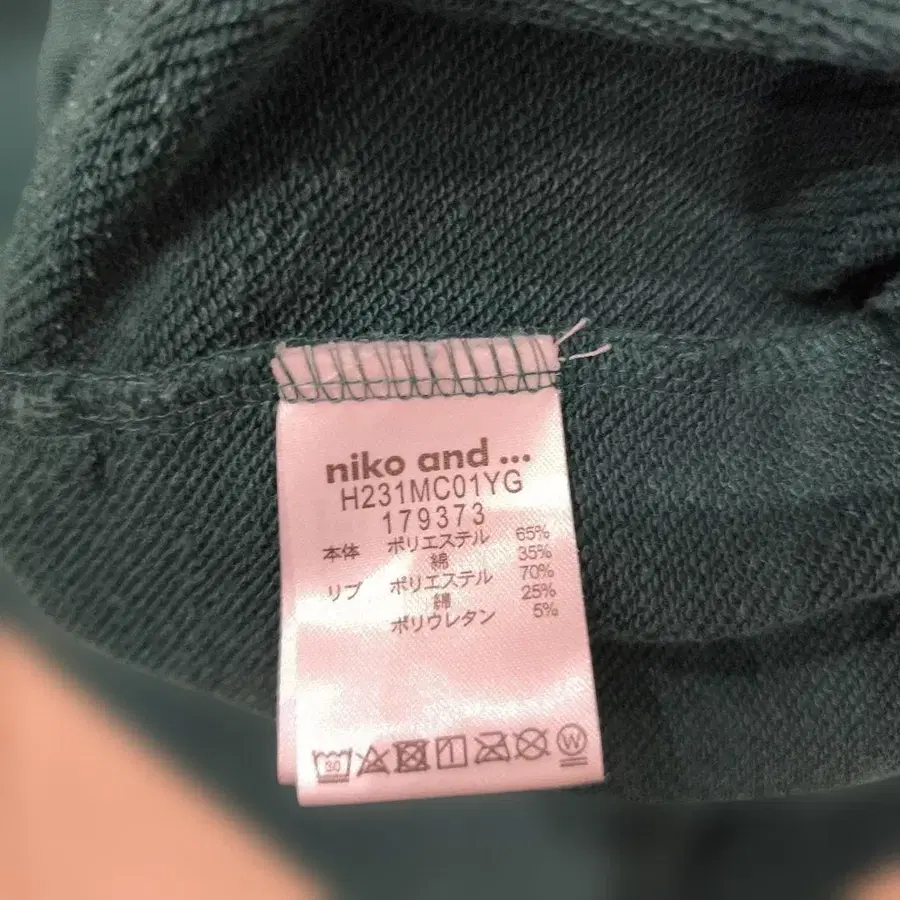 niko and ...
H231MC01YG
179373
本体 ポリエステル 65%
綿 35%
リブ ポリエステル 70%
綿 25%
ポリウレタン 5%
30 W